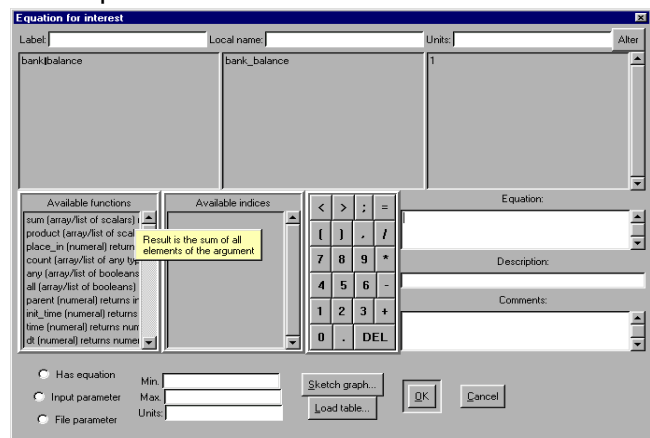 Equation for interest
Label: Local name: Units: Alter
bank balance bank_balance 1
Available functions Available indices Equation:
sum (array/list of scalars)
product (array/list of scal
place_in (numeral) return
count (array/list of any typ
any (array/list of booleans
all (array/list of booleans)
parent (numeral) returns in
init_time (numeral) returns
time (numeral) returns num
dt (numeral) returns numer
Result is the sum of all
elements of the argument
< > ; =
( ) , /
7 8 9 *
4 5 6 -
1 2 3 +
0 . DEL
Description:
Comments:
Has equation
Input parameter
File parameter
Min.
Max.
Units:
Sketch graph...
Load table...
OK Cancel